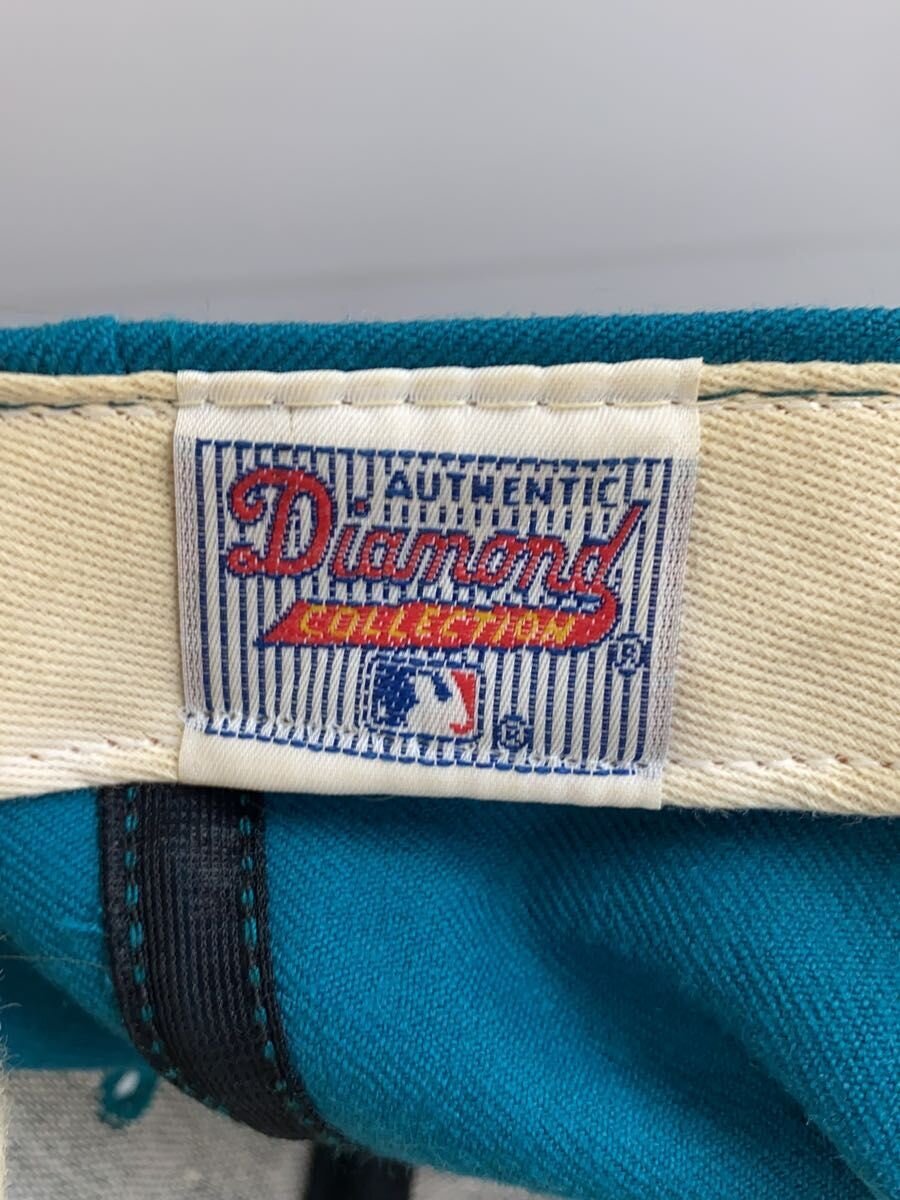 AUTHENTIC
Diamond
COLLECTION
®
®